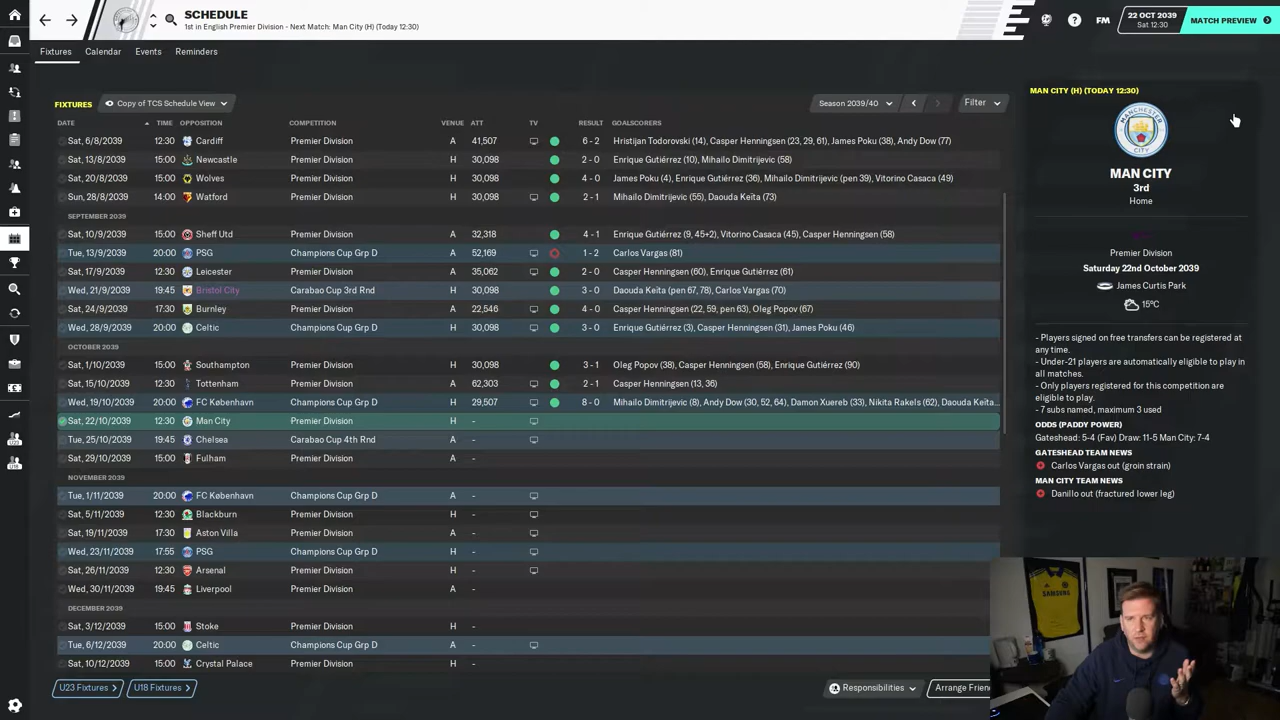 SCHEDULE
1st in English Premier Division - Next Match: Man City (H) (Today 12:30)
FM
22 OCT 2039
Sat 12:30
MATCH PREVIEW
Fixtures Calendar Events Reminders
FIXTURES Copy of TCS Schedule View Season 2039/40 Filter
DATE TIME OPPOSITION COMPETITION VENUE ATT TV RESULT GOALSCORERS
Sat, 6/8/2039 12:30 Cardiff Premier Division A 41,507 6 - 2 Hristijan Todorovski (14), Casper Henningsen (23, 29, 61), James Poku (38), Andy Dow (77)
Sat, 13/8/2039 15:00 Newcastle Premier Division H 30,098 2 - 0 Enrique Gutiérrez (10), Mihailo Dimitrijevic (58)
Sat, 20/8/2039 15:00 Wolves Premier Division H 30,098 4 - 0 James Poku (4), Enrique Gutiérrez (36), Mihailo Dimitrijevic (pen 39), Vitorino Casaca (49)
Sun, 28/8/2039 14:00 Watford Premier Division H 30,098 2 - 1 Mihailo Dimitrijevic (55), Daouda Keïta (73)
SEPTEMBER 2039
Sat, 10/9/2039 15:00 Sheff Utd Premier Division A 32,318 4 - 1 Enrique Gutiérrez (9, 45+2), Vitorino Casaca (45), Casper Henningsen (58)
Tue, 13/9/2039 20:00 PSG Champions Cup Grp D A 52,169 1 - 2 Carlos Vargas (81)
Sat, 17/9/2039 12:30 Leicester Premier Division A 35,062 2 - 0 Casper Henningsen (60), Enrique Gutiérrez (61)
Wed, 21/9/2039 19:45 Bristol City Carabao Cup 3rd Rnd H 30,098 3 - 0 Daouda Keïta (pen 67, 78), Carlos Vargas (70)
Sat, 24/9/2039 17:30 Burnley Premier Division A 22,546 4 - 0 Casper Henningsen (22, 59, pen 63), Oleg Popov (67)
Wed, 28/9/2039 20:00 Celtic Champions Cup Grp D H 30,098 3 - 0 Enrique Gutiérrez (3), Casper Henningsen (31), James Poku (46)
OCTOBER 2039
Sat, 1/10/2039 15:00 Southampton Premier Division H 30,098 3 - 1 Oleg Popov (38), Casper Henningsen (58), Enrique Gutiérrez (90)
Sat, 15/10/2039 12:30 Tottenham Premier Division A 62,303 2 - 1 Casper Henningsen (13, 36)
Wed, 19/10/2039 20:00 FC København Champions Cup Grp D H 29,507 8 - 0 Mihailo Dimitrijevic (8), Andy Dow (30, 52, 64), Damon Xuereb (33), Nikita Rakels (62), Daouda Keita...
Sat, 22/10/2039 12:30 Man City Premier Division H -
Tue, 25/10/2039 19:45 Chelsea Carabao Cup 4th Rnd A -
Sat, 29/10/2039 15:00 Fulham Premier Division A -
NOVEMBER 2039
Tue, 1/11/2039 20:00 FC København Champions Cup Grp D A -
Sat, 5/11/2039 12:30 Blackburn Premier Division H -
Sat, 19/11/2039 17:30 Aston Villa Premier Division A -
Wed, 23/11/2039 17:55 PSG Champions Cup Grp D H -
Sat, 26/11/2039 12:30 Arsenal Premier Division H -
Wed, 30/11/2039 19:45 Liverpool Premier Division A -
DECEMBER 2039
Sat, 3/12/2039 15:00 Stoke Premier Division H -
Tue, 6/12/2039 20:00 Celtic Champions Cup Grp D A -
Sat, 10/12/2039 15:00 Crystal Palace Premier Division H -
U23 Fixtures U18 Fixtures Responsibilities Arrange Frien
MAN CITY (H) (TODAY 12:30)
MANCHESTER
CITY
MAN CITY
3rd
Home
Premier Division
Saturday 22nd October 2039
James Curtis Park
15°C
- Players signed on free transfers can be registered at
any time.
- Under-21 players are automatically eligible to play in
all matches.
- Only players registered for this competition are
eligible to play.
- 7 subs named, maximum 3 used
ODDS (PADDY POWER)
Gateshead: 5-4 (Fav) Draw: 11-5 Man City: 7-4
GATESHEAD TEAM NEWS
Carlos Vargas out (groin strain)
MAN CITY TEAM NEWS
Danillo out (fractured lower leg)
SAMSUNG
U23
U18